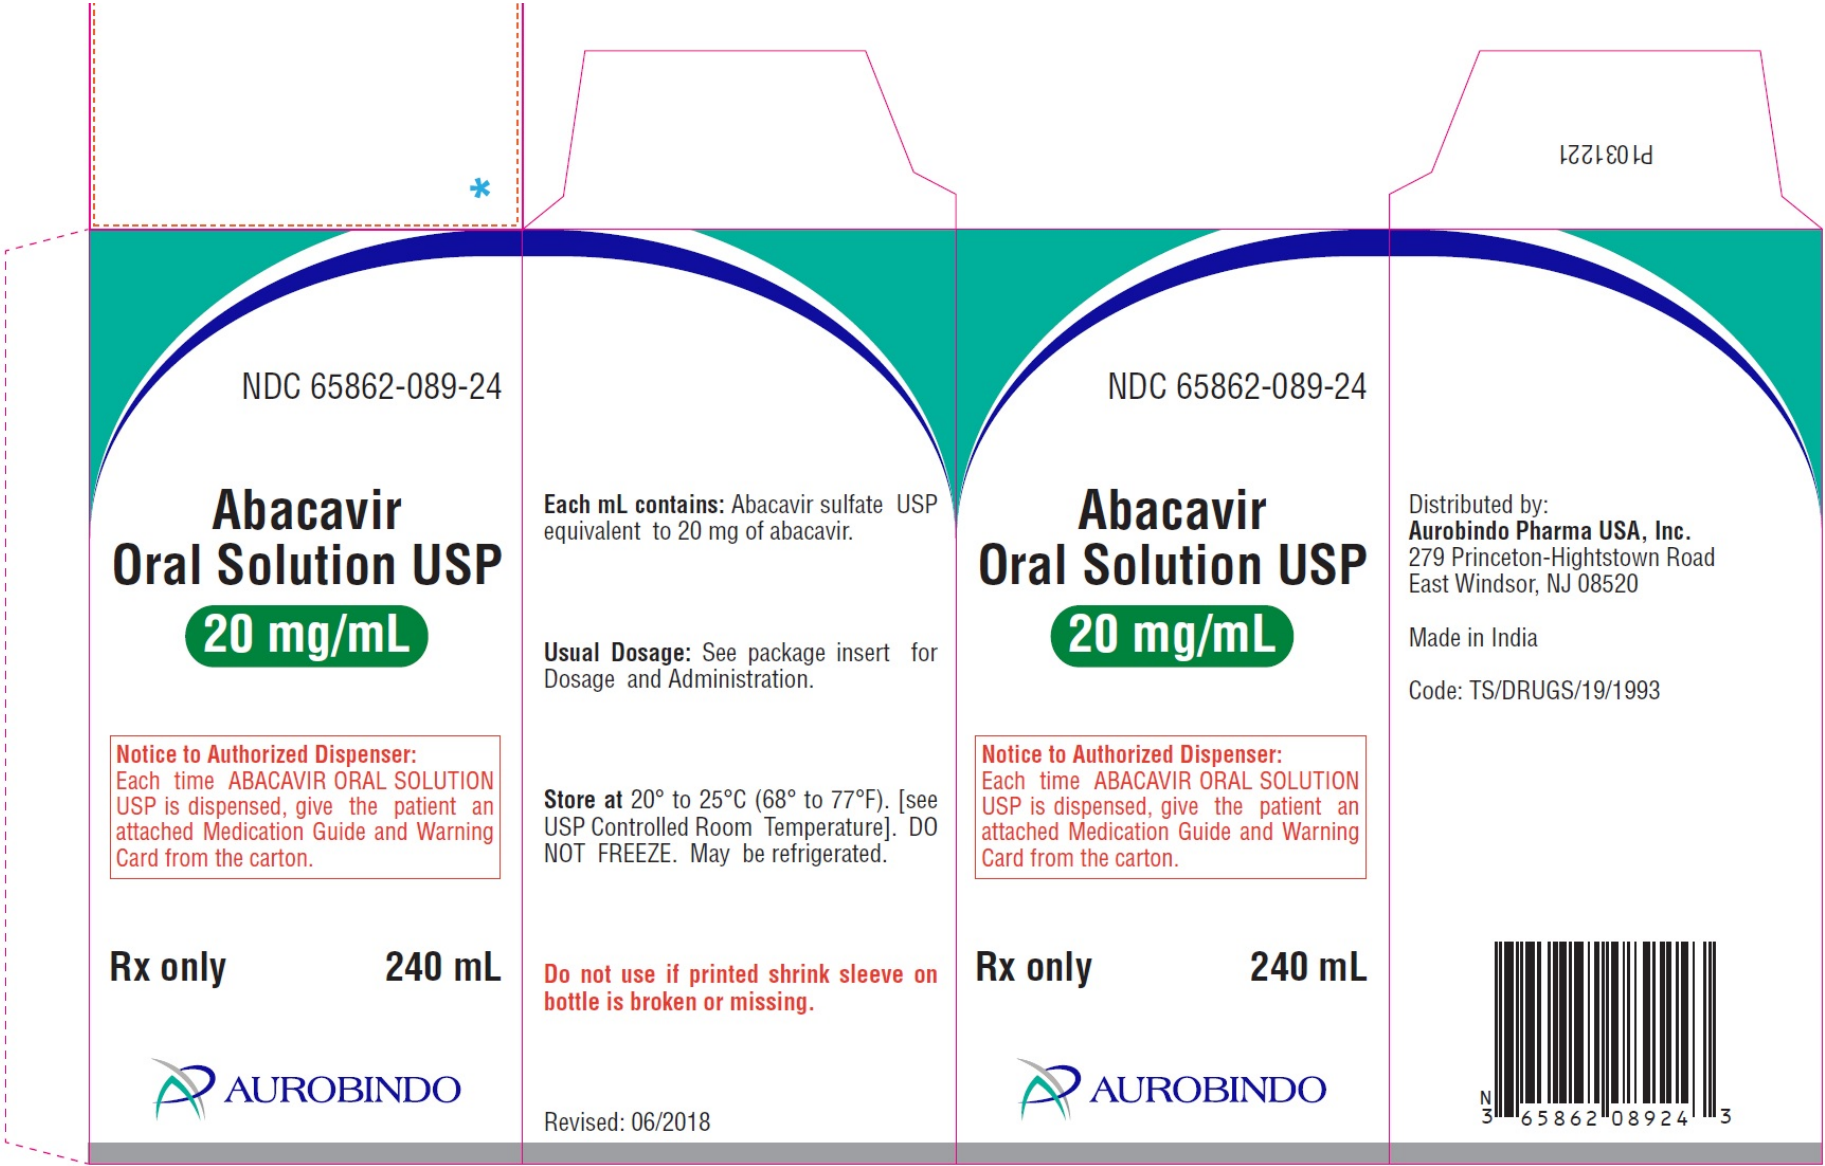 P1031221
NDC 65862-089-24
Abacavir
Oral Solution USP
20 mg/mL
Notice to Authorized Dispenser:
Each time ABACAVIR ORAL SOLUTION
USP is dispensed, give the patient an
attached Medication Guide and Warning
Card from the carton.
Rx only 240 mL
AUROBINDO
Each mL contains: Abacavir sulfate USP
equivalent to 20 mg of abacavir.
Usual Dosage: See package insert for
Dosage and Administration.
Store at 20° to 25°C (68° to 77°F). [see
USP Controlled Room Temperature]. DO
NOT FREEZE. May be refrigerated.
Do not use if printed shrink sleeve on
bottle is broken or missing.
Revised: 06/2018
NDC 65862-089-24
Abacavir
Oral Solution USP
20 mg/mL
Notice to Authorized Dispenser:
Each time ABACAVIR ORAL SOLUTION
USP is dispensed, give the patient an
attached Medication Guide and Warning
Card from the carton.
Rx only 240 mL
AUROBINDO
Distributed by:
Aurobindo Pharma USA, Inc.
279 Princeton-Hightstown Road
East Windsor, NJ 08520
Made in India
Code: TS/DRUGS/19/1993
N
3 65862 08924 3